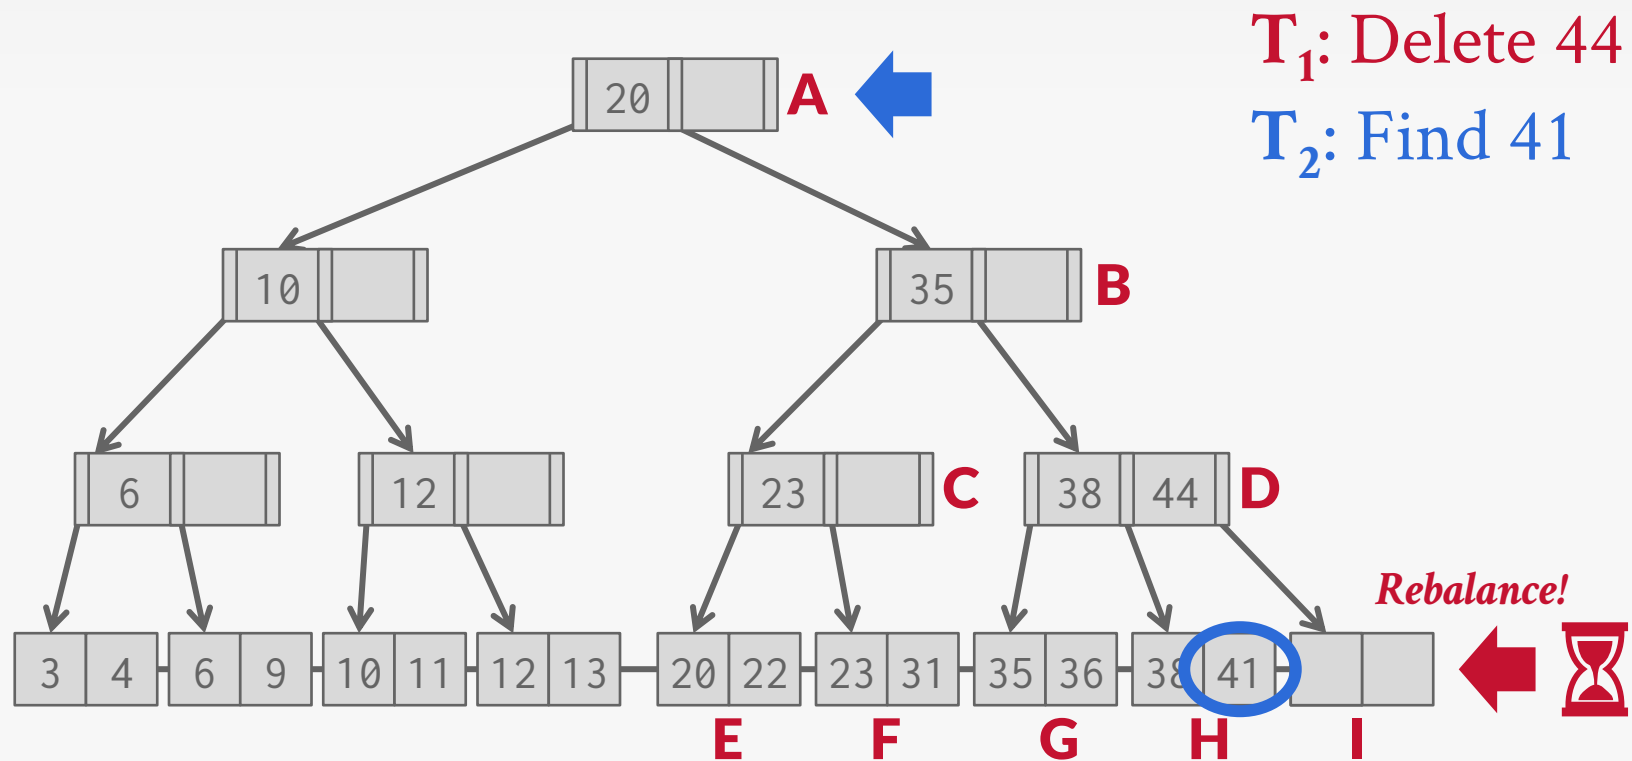 T1: Delete 44
20 A
T2: Find 41
10 35 B
6 12 23 C 38 44 D
Rebalance!
3 4 6 9 10 11 12 13 20 22 23 31 35 36 38 41
E F G H I